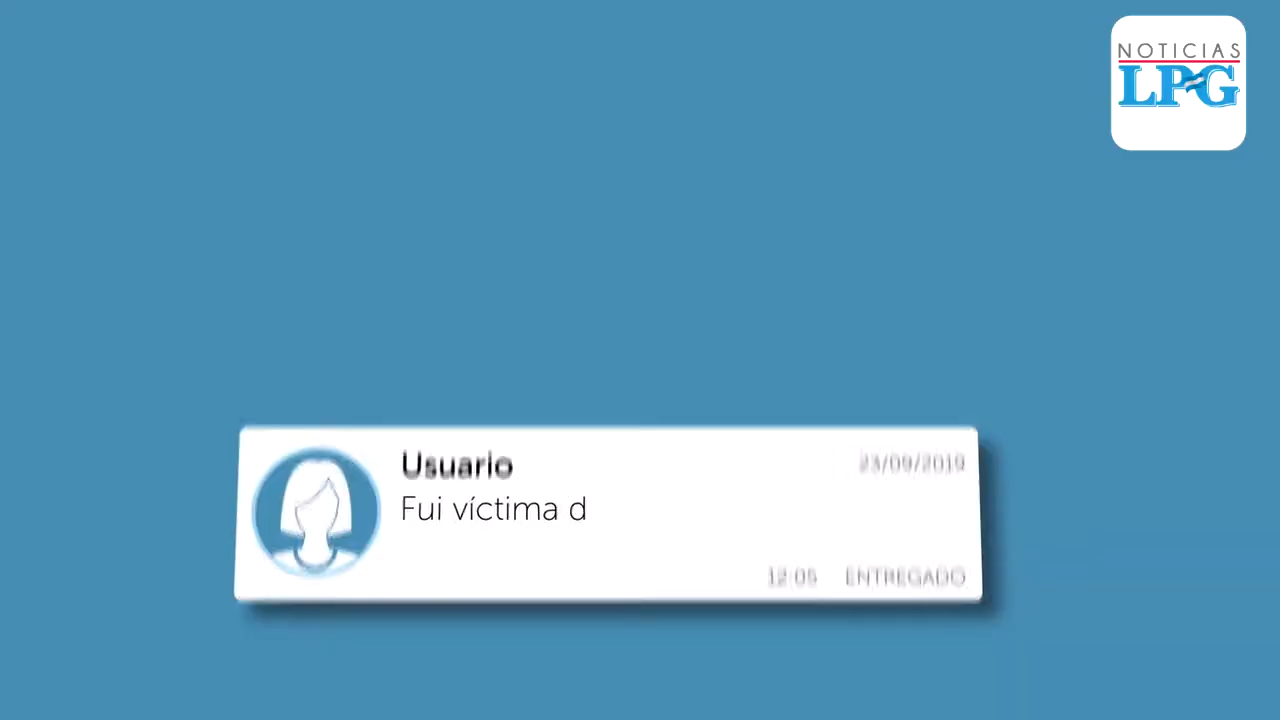 NOTICIAS
LPG
Usuario
23/09/2019
Fui víctima d
12:05 ENTREGADO